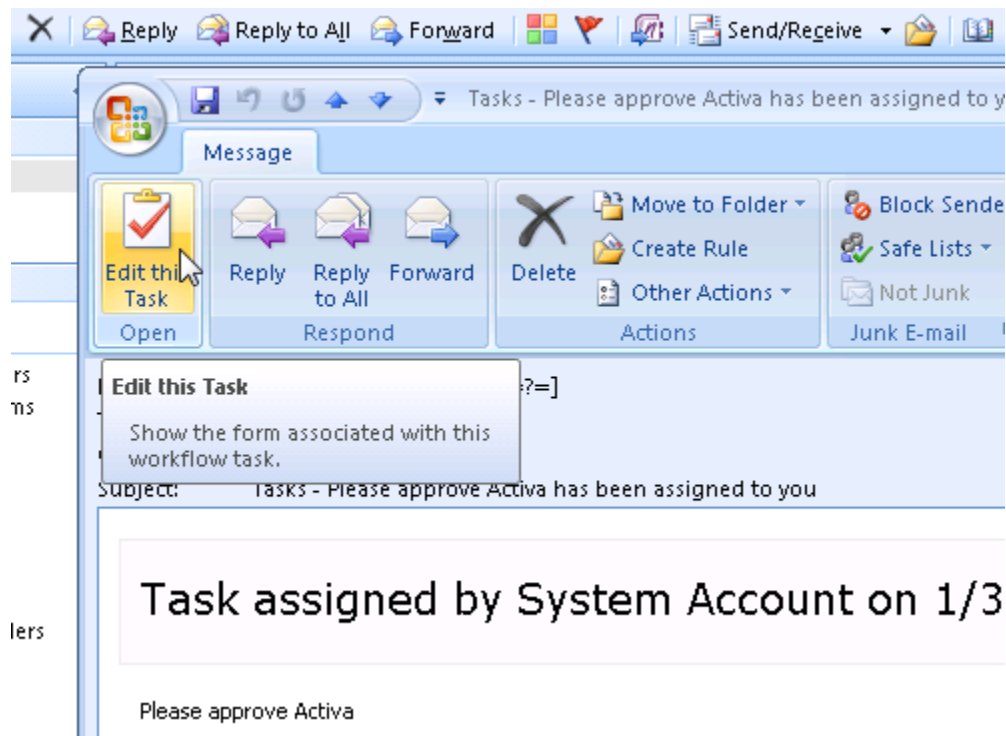 Reply Reply to All Forward Send/Receive
Tasks - Please approve Activa has been assigned to y
Message
Edit this Task
Reply
Reply to All
Forward
Delete
Move to Folder
Create Rule
Other Actions
Block Sende
Safe Lists
Not Junk
Open Respond Actions Junk E-mail
rs
ms
?=]
Edit this Task
Show the form associated with this
workflow task.
Subject: Tasks - Please approve Activa has been assigned to you
Task assigned by System Account on 1/3
lers
Please approve Activa